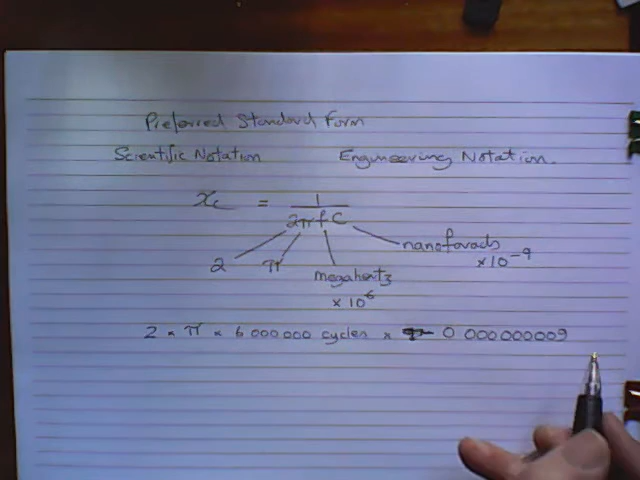 Preferred Standard Form
Scientific Notation Engineering Notation.
Xc = 1
2πfC
2 π megahertz nanofarads
× 10⁶ × 10⁻⁹
2 × π × 6 000 000 cycles × 0 000000009